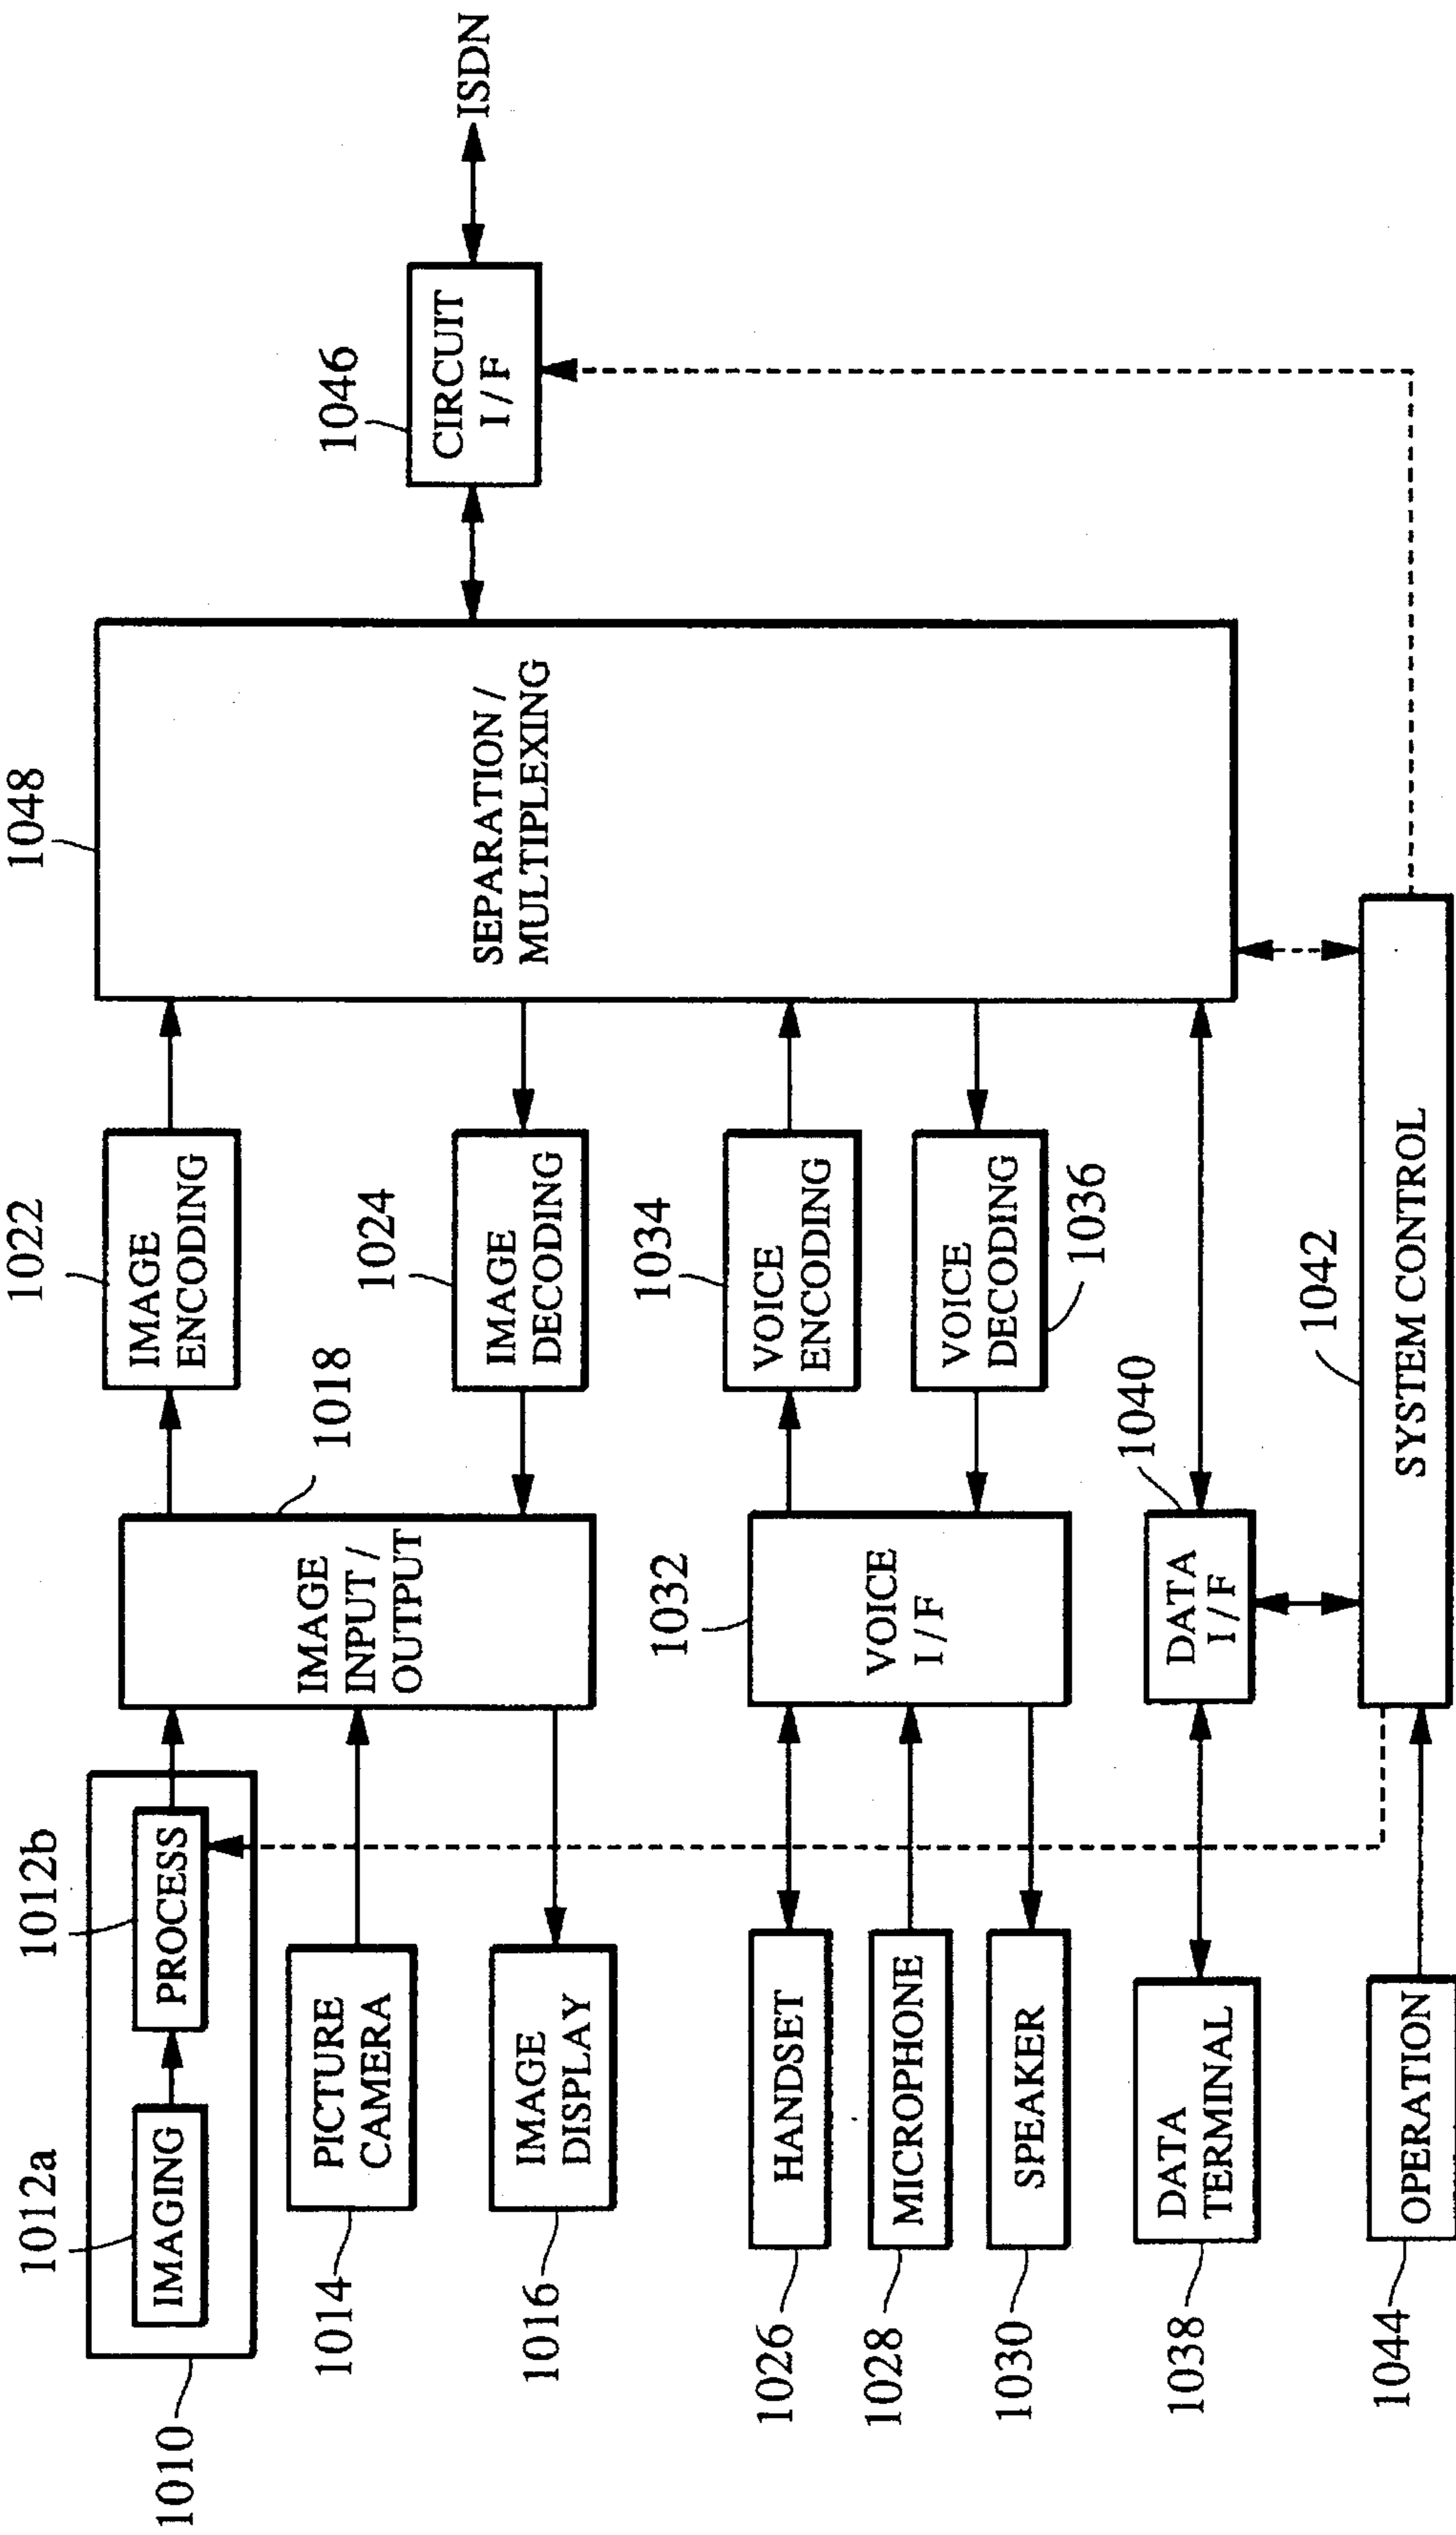 1010
1012a
IMAGING
1012b
PROCESS
1014
PICTURE
CAMERA
1016
IMAGE
DISPLAY
1018
IMAGE
INPUT /
OUTPUT
1022
IMAGE
ENCODING
1024
IMAGE
DECODING
1026
HANDSET
1028
MICROPHONE
1030
SPEAKER
1032
VOICE
I / F
1034
VOICE
ENCODING
VOICE
DECODING
1036
1038
DATA
TERMINAL
1040
DATA
I / F
1044
OPERATION
1042
SYSTEM CONTROL
1048
SEPARATION /
MULTIPLEXING
1046
CIRCUIT
I / F
ISDN